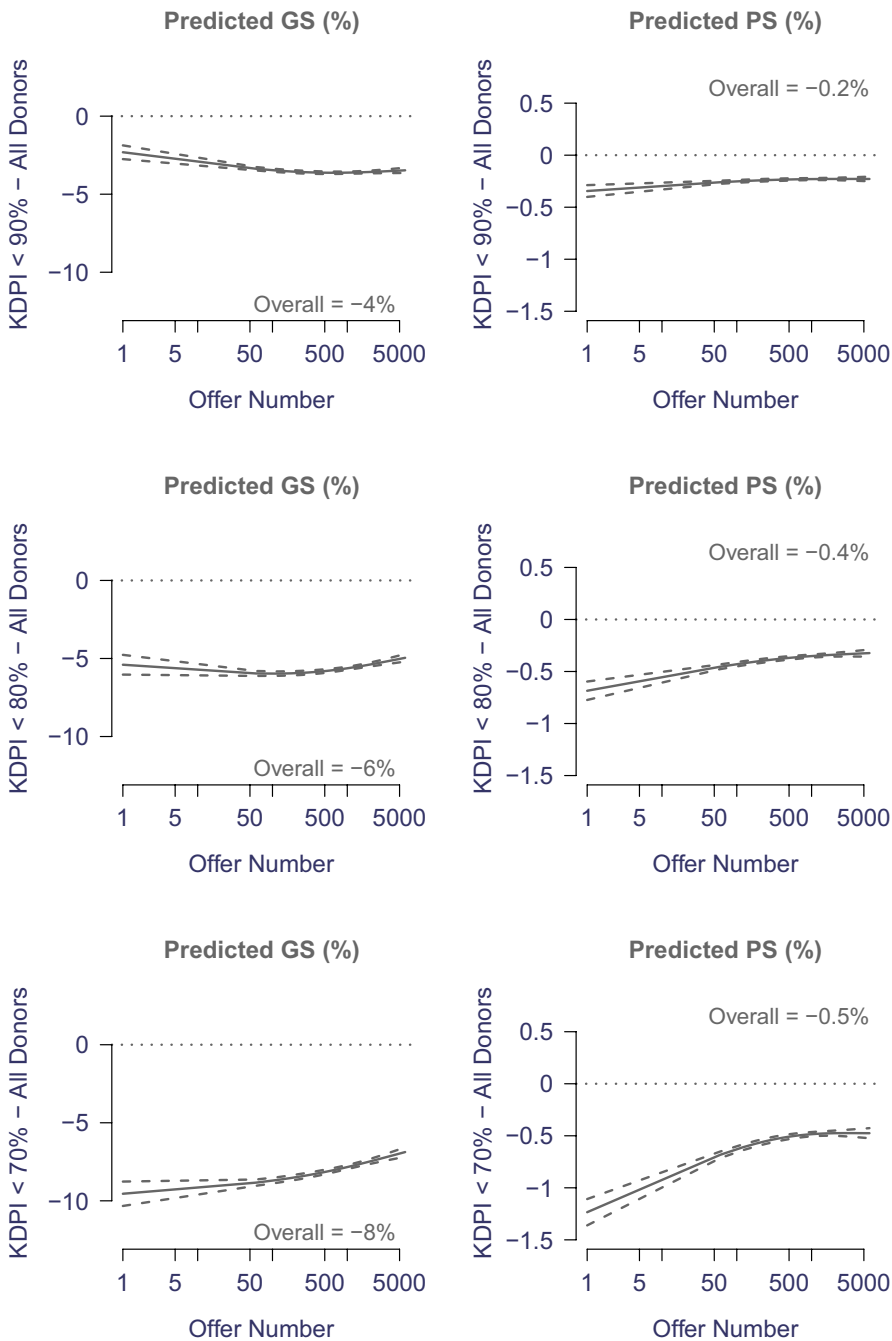 Predicted GS (%)
KDPI < 90% − All Donors
0
−5
−10
Overall = −4%
1 5 50 500 5000
Offer Number
Predicted PS (%)
KDPI < 90% − All Donors
Overall = −0.2%
0.5
0
−0.5
−1
−1.5
1 5 50 500 5000
Offer Number
Predicted GS (%)
KDPI < 80% − All Donors
0
−5
−10
Overall = −6%
1 5 50 500 5000
Offer Number
Predicted PS (%)
KDPI < 80% − All Donors
Overall = −0.4%
0.5
0
−0.5
−1
−1.5
1 5 50 500 5000
Offer Number
Predicted GS (%)
KDPI < 70% − All Donors
0
−5
−10
Overall = −8%
1 5 50 500 5000
Offer Number
Predicted PS (%)
KDPI < 70% − All Donors
Overall = −0.5%
0.5
0
−0.5
−1
−1.5
1 5 50 500 5000
Offer Number